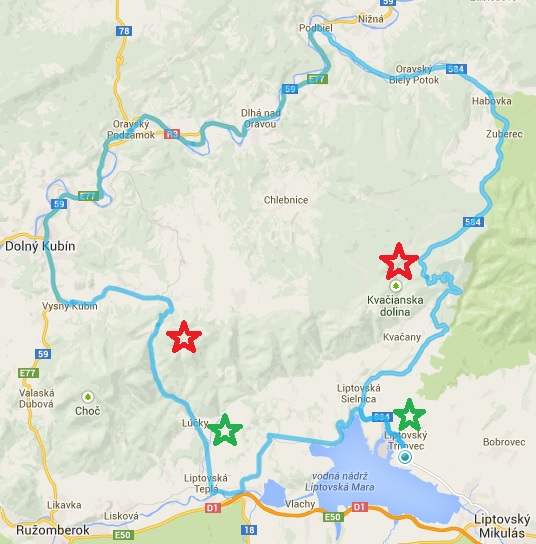 59
Nižná
78
Podbiel
Oravský
Biely Potok
584
E77
59
Habovka
Dlhá nad
Oravou
Oravský
Podzámok
R3
Zuberec
E77
59
Chlebnice
584
Dolný Kubín
Kvačianska
dolina
Vyšný Kubín
Kvačany
59
E77
Valaská
Dubová
Choč
Liptovská
Sielnica
584
Lúčky
Liptovský
Trnovec
Bobrovec
Liptovská
Teplá
vodná nádrž
Liptovská Mara
Likavka
Lisková
D1
Vlachy
D1
E50
Liptovský
Mikuláš
Ružomberok
E50
18